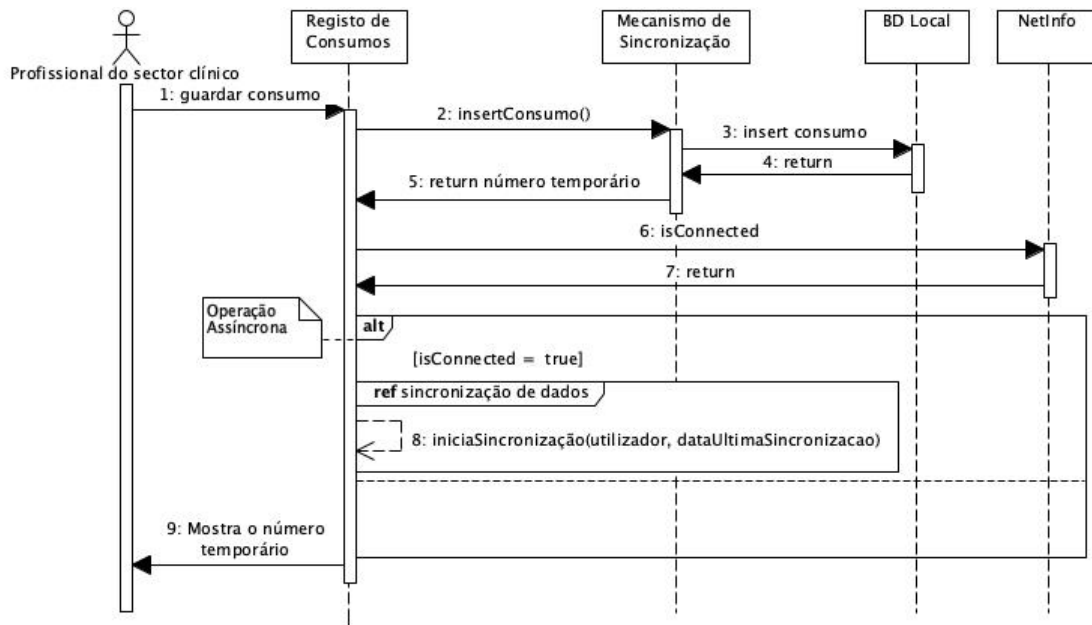 Registo de
Consumos
Mecanismo de
Sincronização
BD Local
NetInfo
Profissional do sector clínico
1: guardar consumo
2: insertConsumo()
3: insert consumo
4: return
5: return número temporário
6: isConnected
7: return
Operação
Assíncrona
alt
[isConnected = true]
ref sincronização de dados
8: iniciaSincronização(utilizador, dataUltimaSincronizacao)
9: Mostra o número
temporário